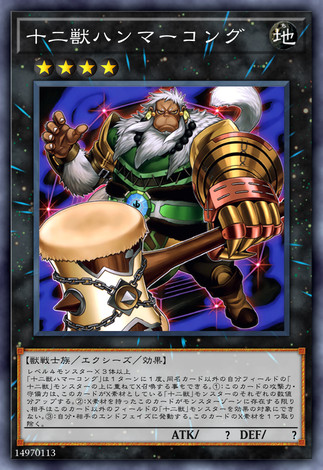 十二獣ハンマーコング
地
【獣戦士族／エクシーズ／効果】
レベル4モンスター×3体以上
「十二獣ハマーコング」は1ターンに1度、同名カード以外の自分フィールドの
「十二獣」モンスターの上に重ねてX召喚する事もできる。①：このカードの攻撃力・
守備力は、このカードがX素材としている「十二獣」モンスターのそれぞれの数値
分アップする。②：X素材を持ったこのカードがモンスターゾーンに存在する限
り、相手はこのカード以外のフィールドの「十二獣」モンスターを効果の対象にでき
ない。③：自分・相手のエンドフェイズに発動する。このカードのX素材を1つ取り
除く。
ATK/ ? DEF/ ?
14970113